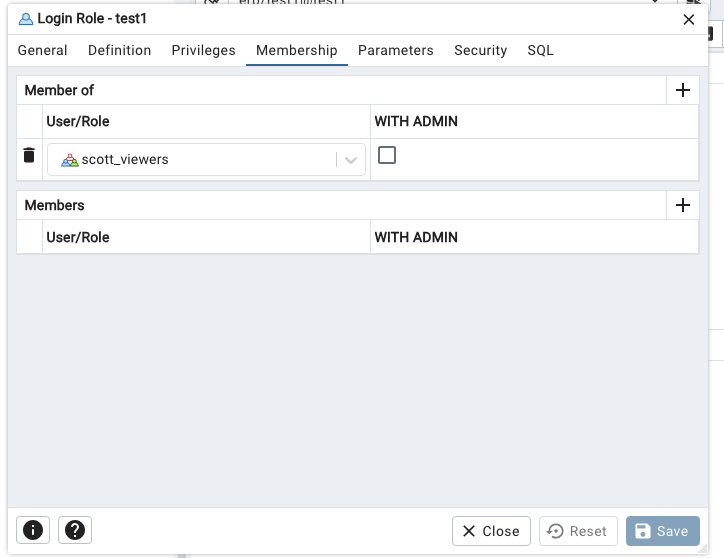 Login Role - test1
General Definition Privileges Membership Parameters Security SQL
Member of
User/Role WITH ADMIN
scott_viewers
Members
User/Role WITH ADMIN
Close Reset Save